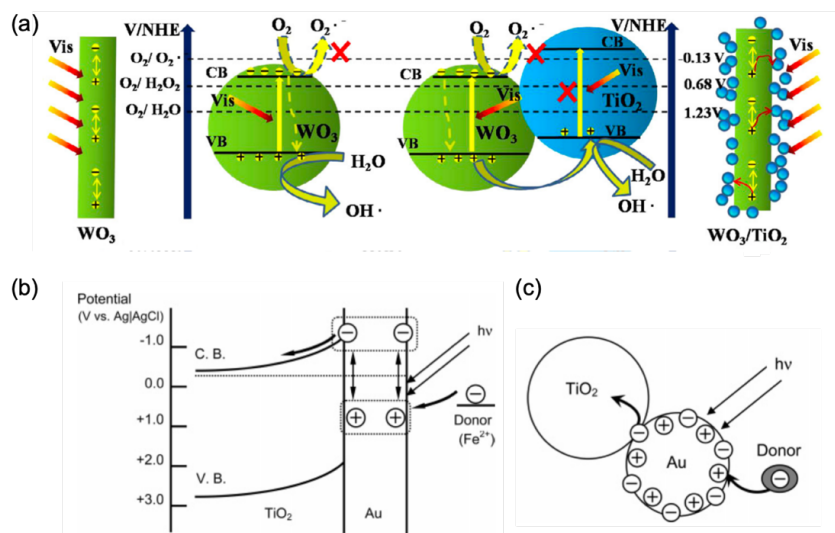 (a)
V/NHE
O₂/ O₂ ·
O₂/ H₂O₂
O₂/ H₂O
Vis
WO₃
O₂
O₂·⁻
CB
Vis
WO₃
VB
H₂O
OH ·
O₂
O₂·⁻
CB
Vis
WO₃
VB
V/NHE
CB
Vis
TiO₂
VB
H₂O
OH ·
-0.13 V
0.68 V
1.23V
Vis
WO₃/TiO₂
(b)
Potential
(V vs. Ag|AgCl)
-1.0
0.0
+1.0
+2.0
+3.0
C. B.
V. B.
TiO₂
Au
hν
Donor
(Fe²⁺)
(c)
TiO₂
hν
Au
Donor